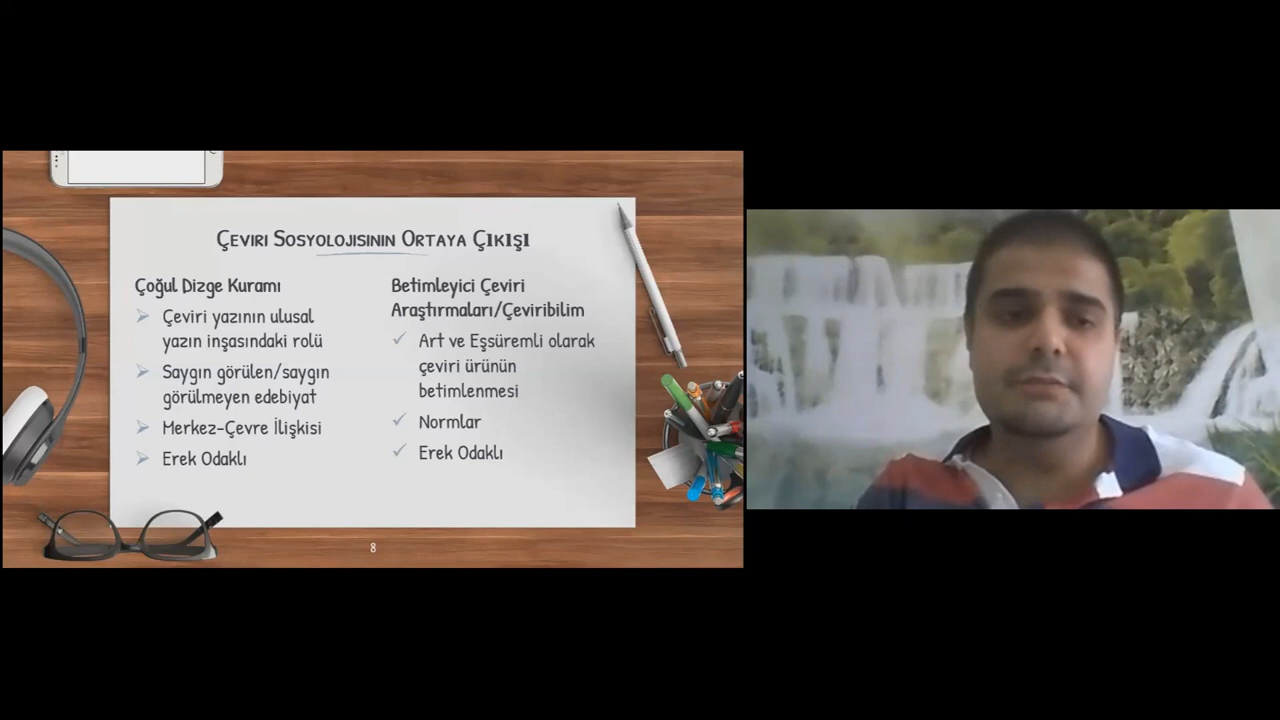 ÇEVIRI SOSYOLOJISININ ORTAYA ÇIKIŞI
Çoğul Dizge Kuramı
Çeviri yazının ulusal
yazın inşasındaki rolü
Saygın görülen/saygın
görülmeyen edebiyat
Merkez-Çevre İlişkisi
Erek Odaklı
Betimleyici Çeviri
Araştırmaları/Çeviribilim
Art ve Eşsüremli olarak
çeviri ürünün
betimlenmesi
Normlar
Erek Odaklı
8